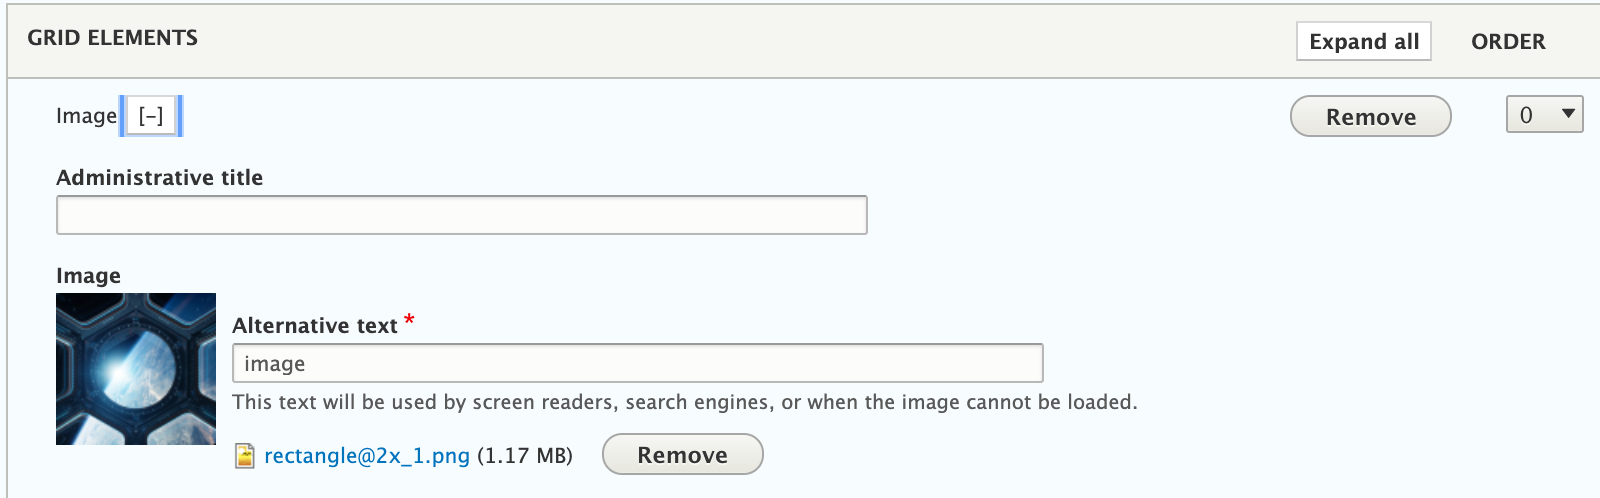 GRID ELEMENTS Expand all ORDER
Image [-] Remove 0
Administrative title
Image
Alternative text *
image
This text will be used by screen readers, search engines, or when the image cannot be loaded.
rectangle@2x_1.png (1.17 MB) Remove